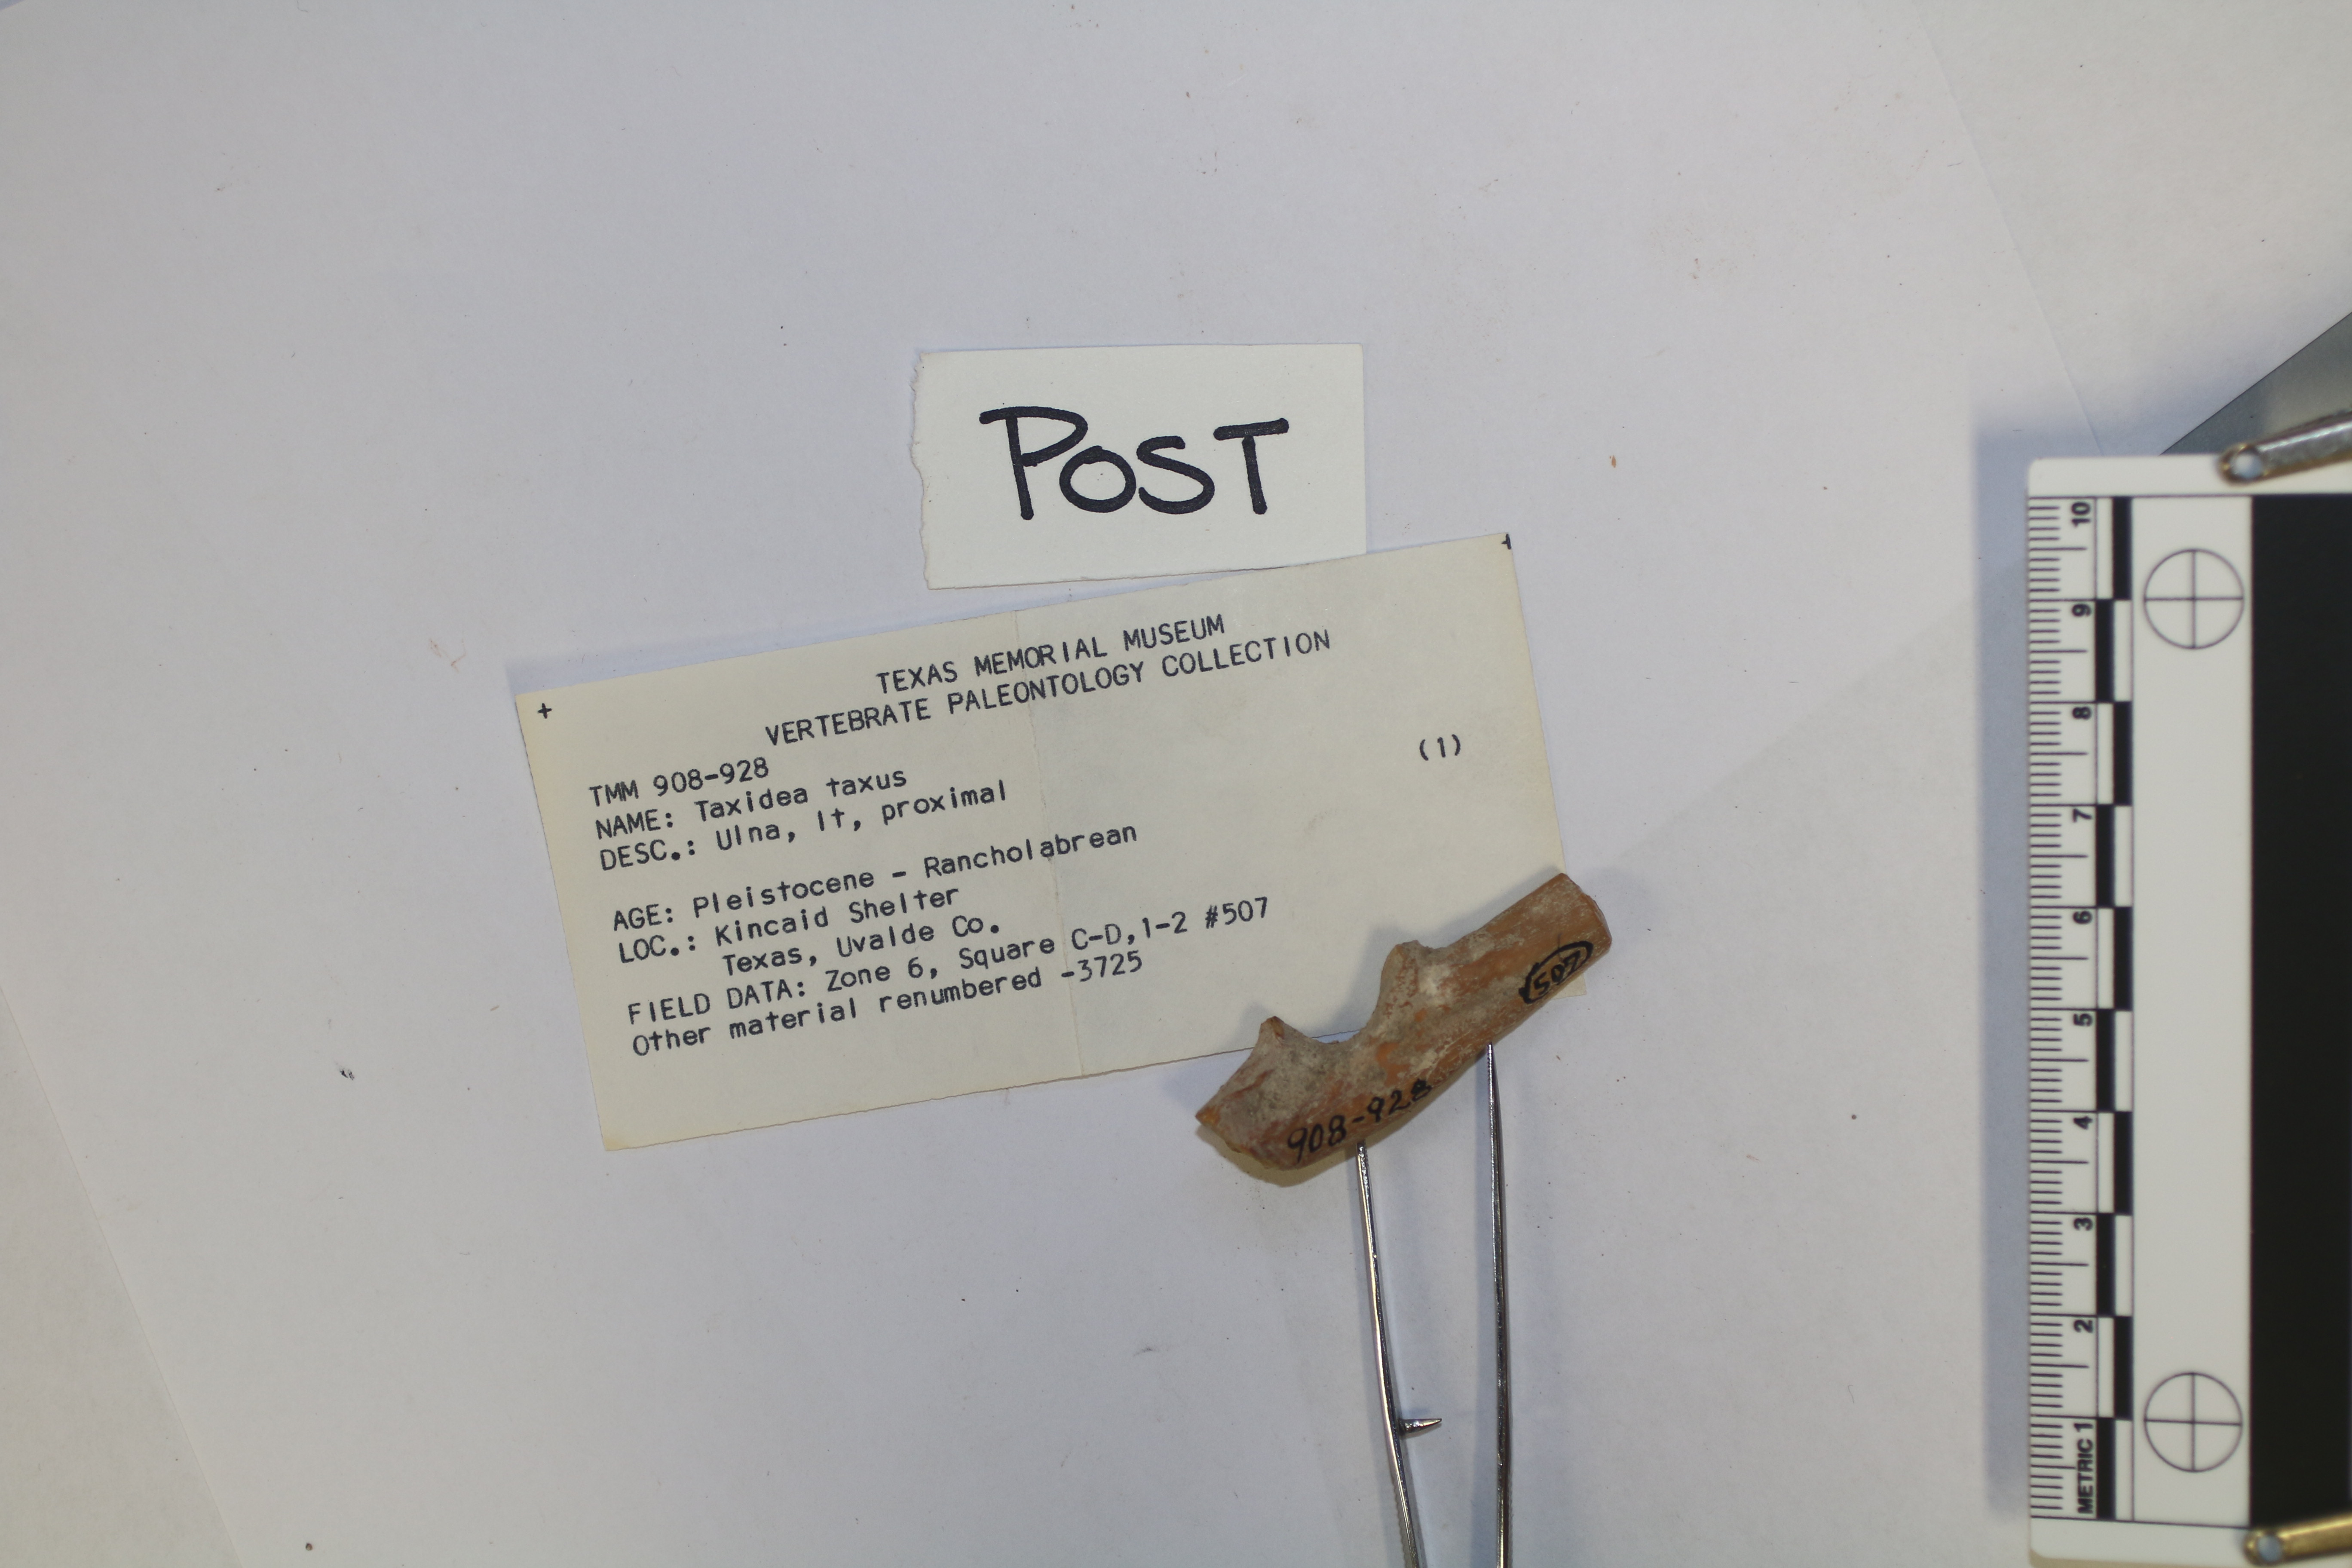 POST
TEXAS MEMORIAL MUSEUM
VERTEBRATE PALEONTOLOGY COLLECTION
TMM 908-928
NAME: Taxidea taxus
DESC.: Ulna, lt, proximal
(1)
AGE: Pleistocene - Rancholabrean
LOC.: Kincaid Shelter
Texas, Uvalde Co.
FIELD DATA: Zone 6, Square C-D,1-2 #507
Other material renumbered -3725
908-928
507
METRIC 1 2 3 4 5 6 7 8 9 10